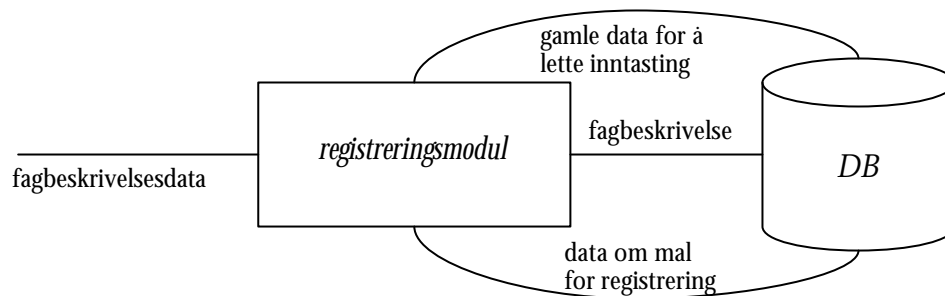 gamle data for å
lette inntasting
registreringsmodul
fagbeskrivelse
DB
fagbeskrivelsesdata
data om mal
for registrering